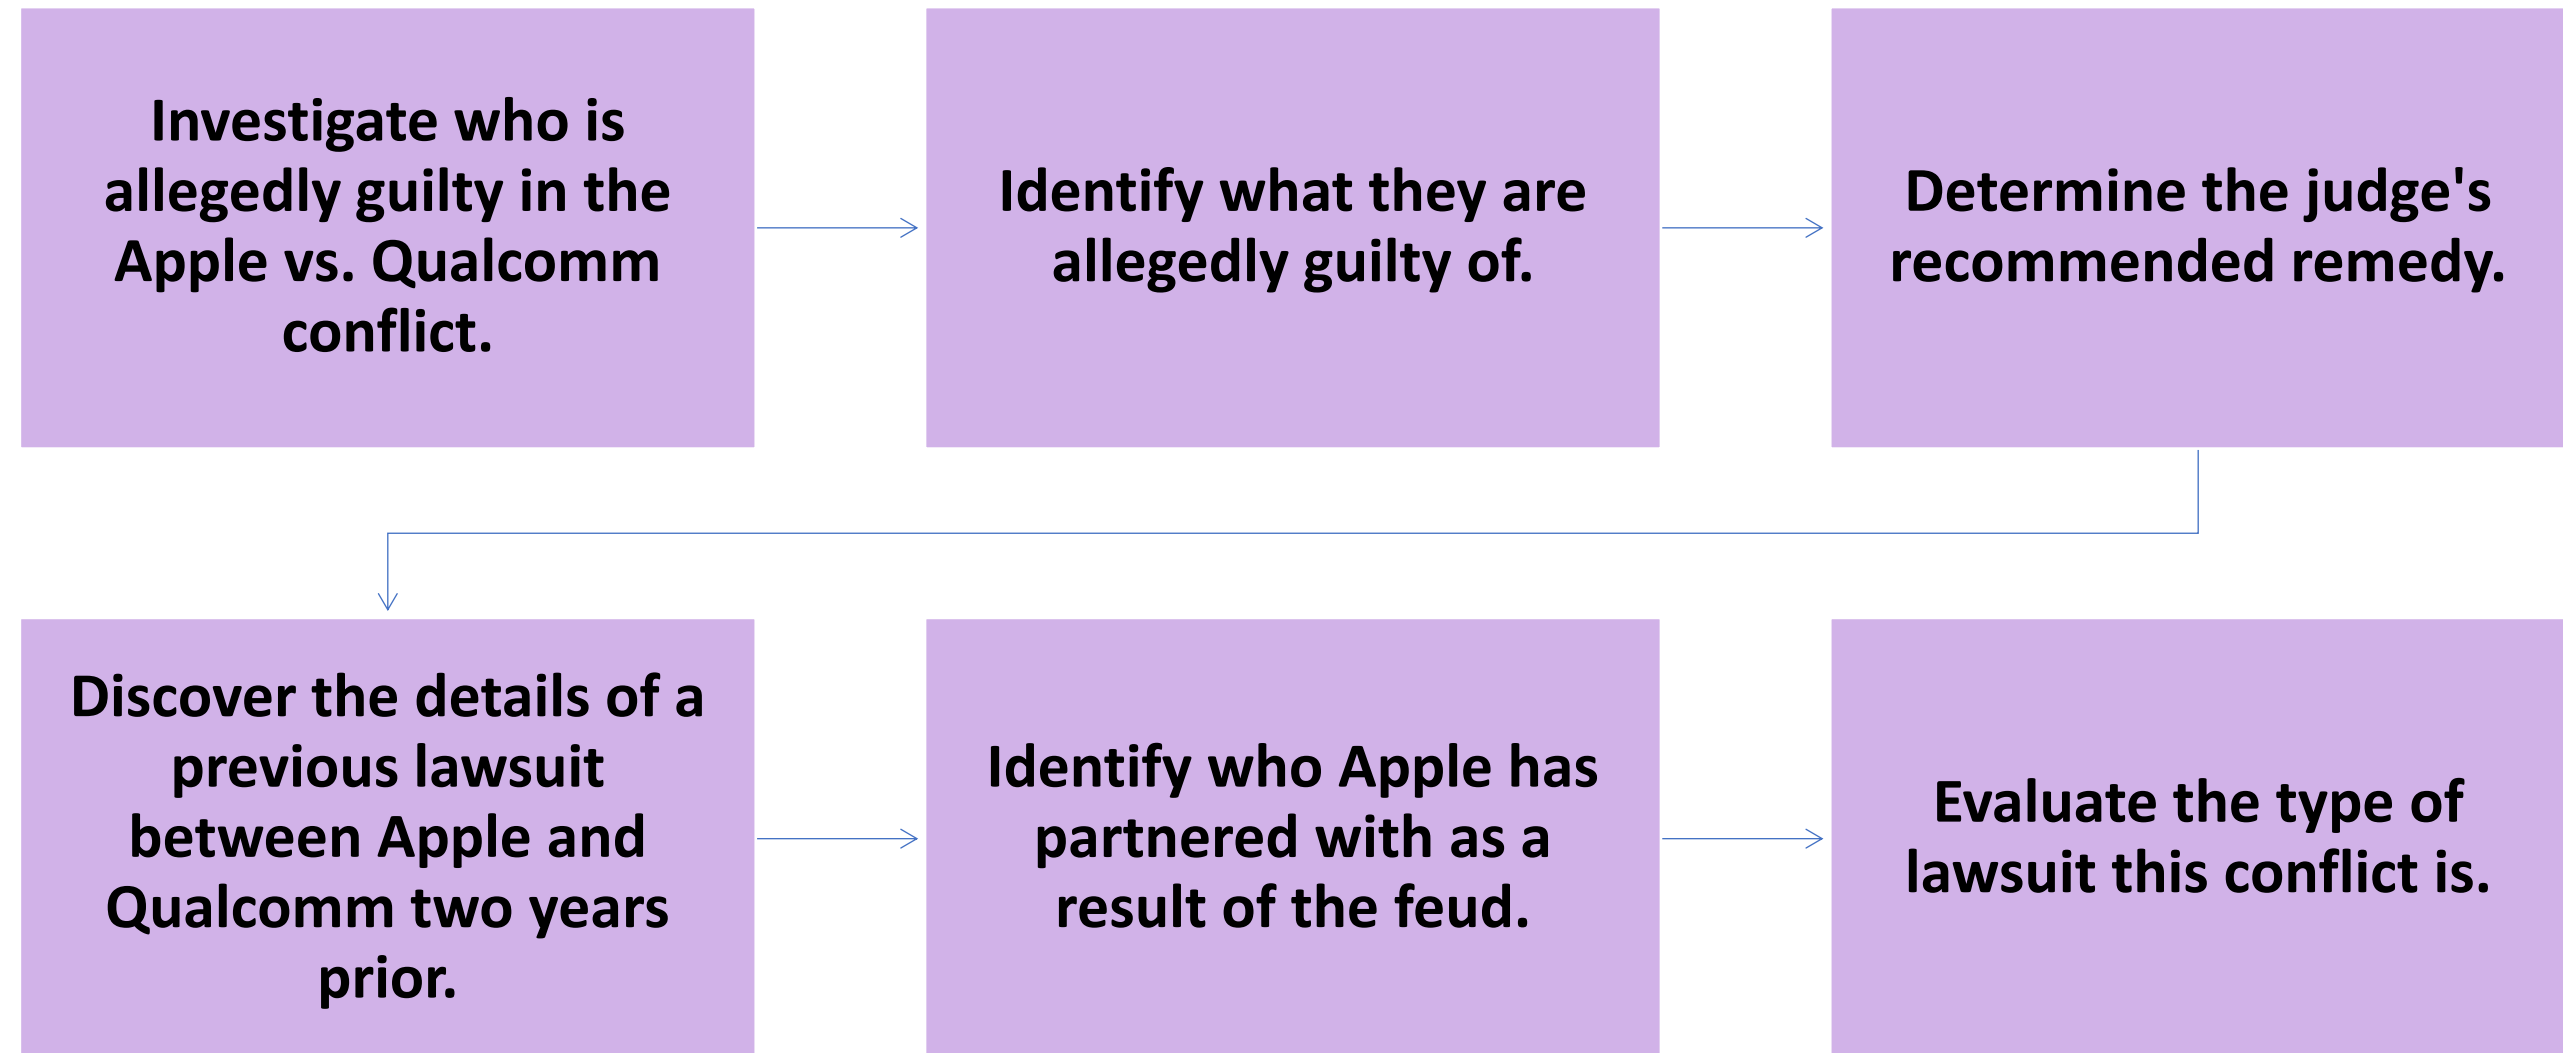 Investigate who is
allegedly guilty in the
Apple vs. Qualcomm
conflict.
Identify what they are
allegedly guilty of.
Determine the judge's
recommended remedy.
Discover the details of a
previous lawsuit
between Apple and
Qualcomm two years
prior.
Identify who Apple has
partnered with as a
result of the feud.
Evaluate the type of
lawsuit this conflict is.